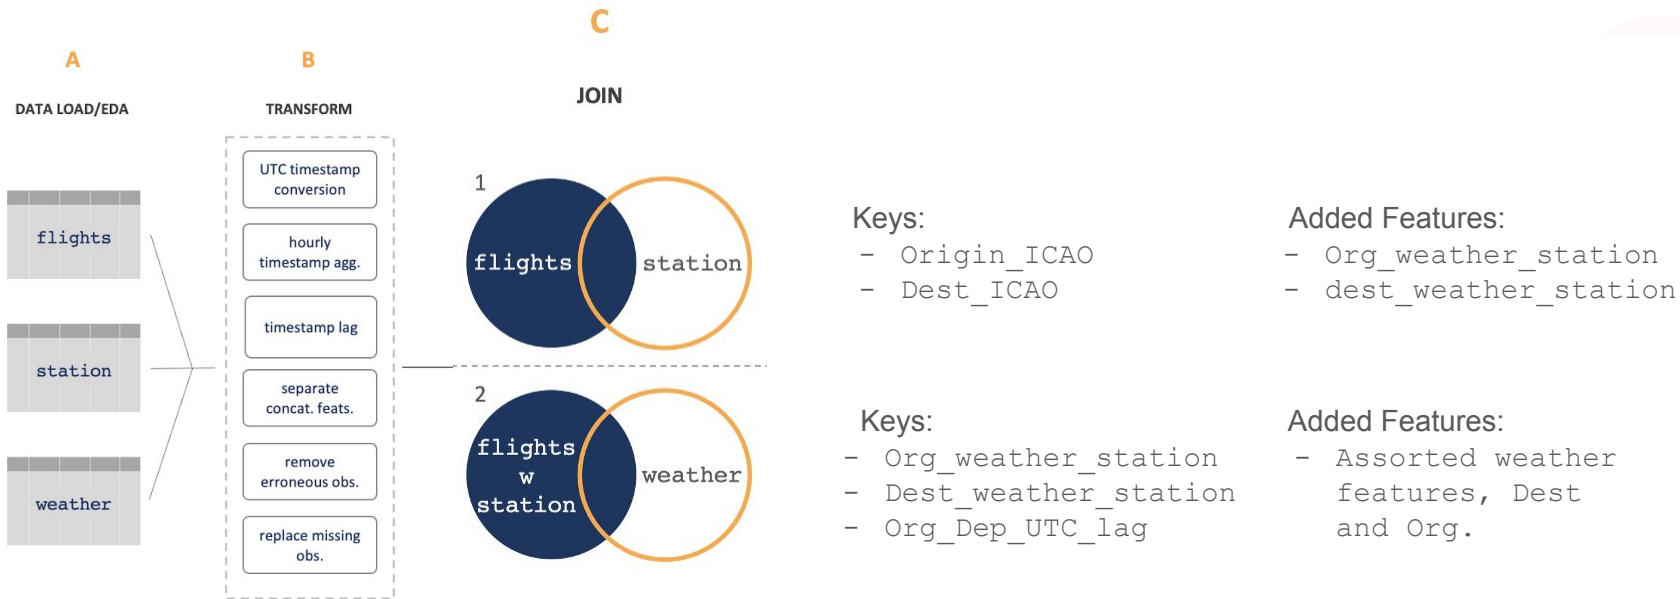 A
DATA LOAD/EDA
flights
station
weather
B
TRANSFORM
UTC timestamp
conversion
hourly
timestamp agg.
timestamp lag
separate
concat. feats.
remove
erroneous obs.
replace missing
obs.
C
JOIN
1
flights
station
Keys:
- Origin_ICAO
- Dest_ICAO
Added Features:
- Org_weather_station
- dest_weather_station
2
flights
w
station
weather
Keys:
- Org_weather_station
- Dest_weather_station
- Org_Dep_UTC_lag
Added Features:
- Assorted weather
features, Dest
and Org.